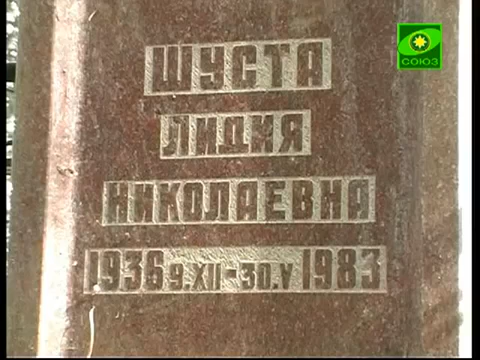 СОЮЗ
ШУСТА
ЛИДИЯ
НИКОЛАЕВНА
1936 9.XII-30.V 1983